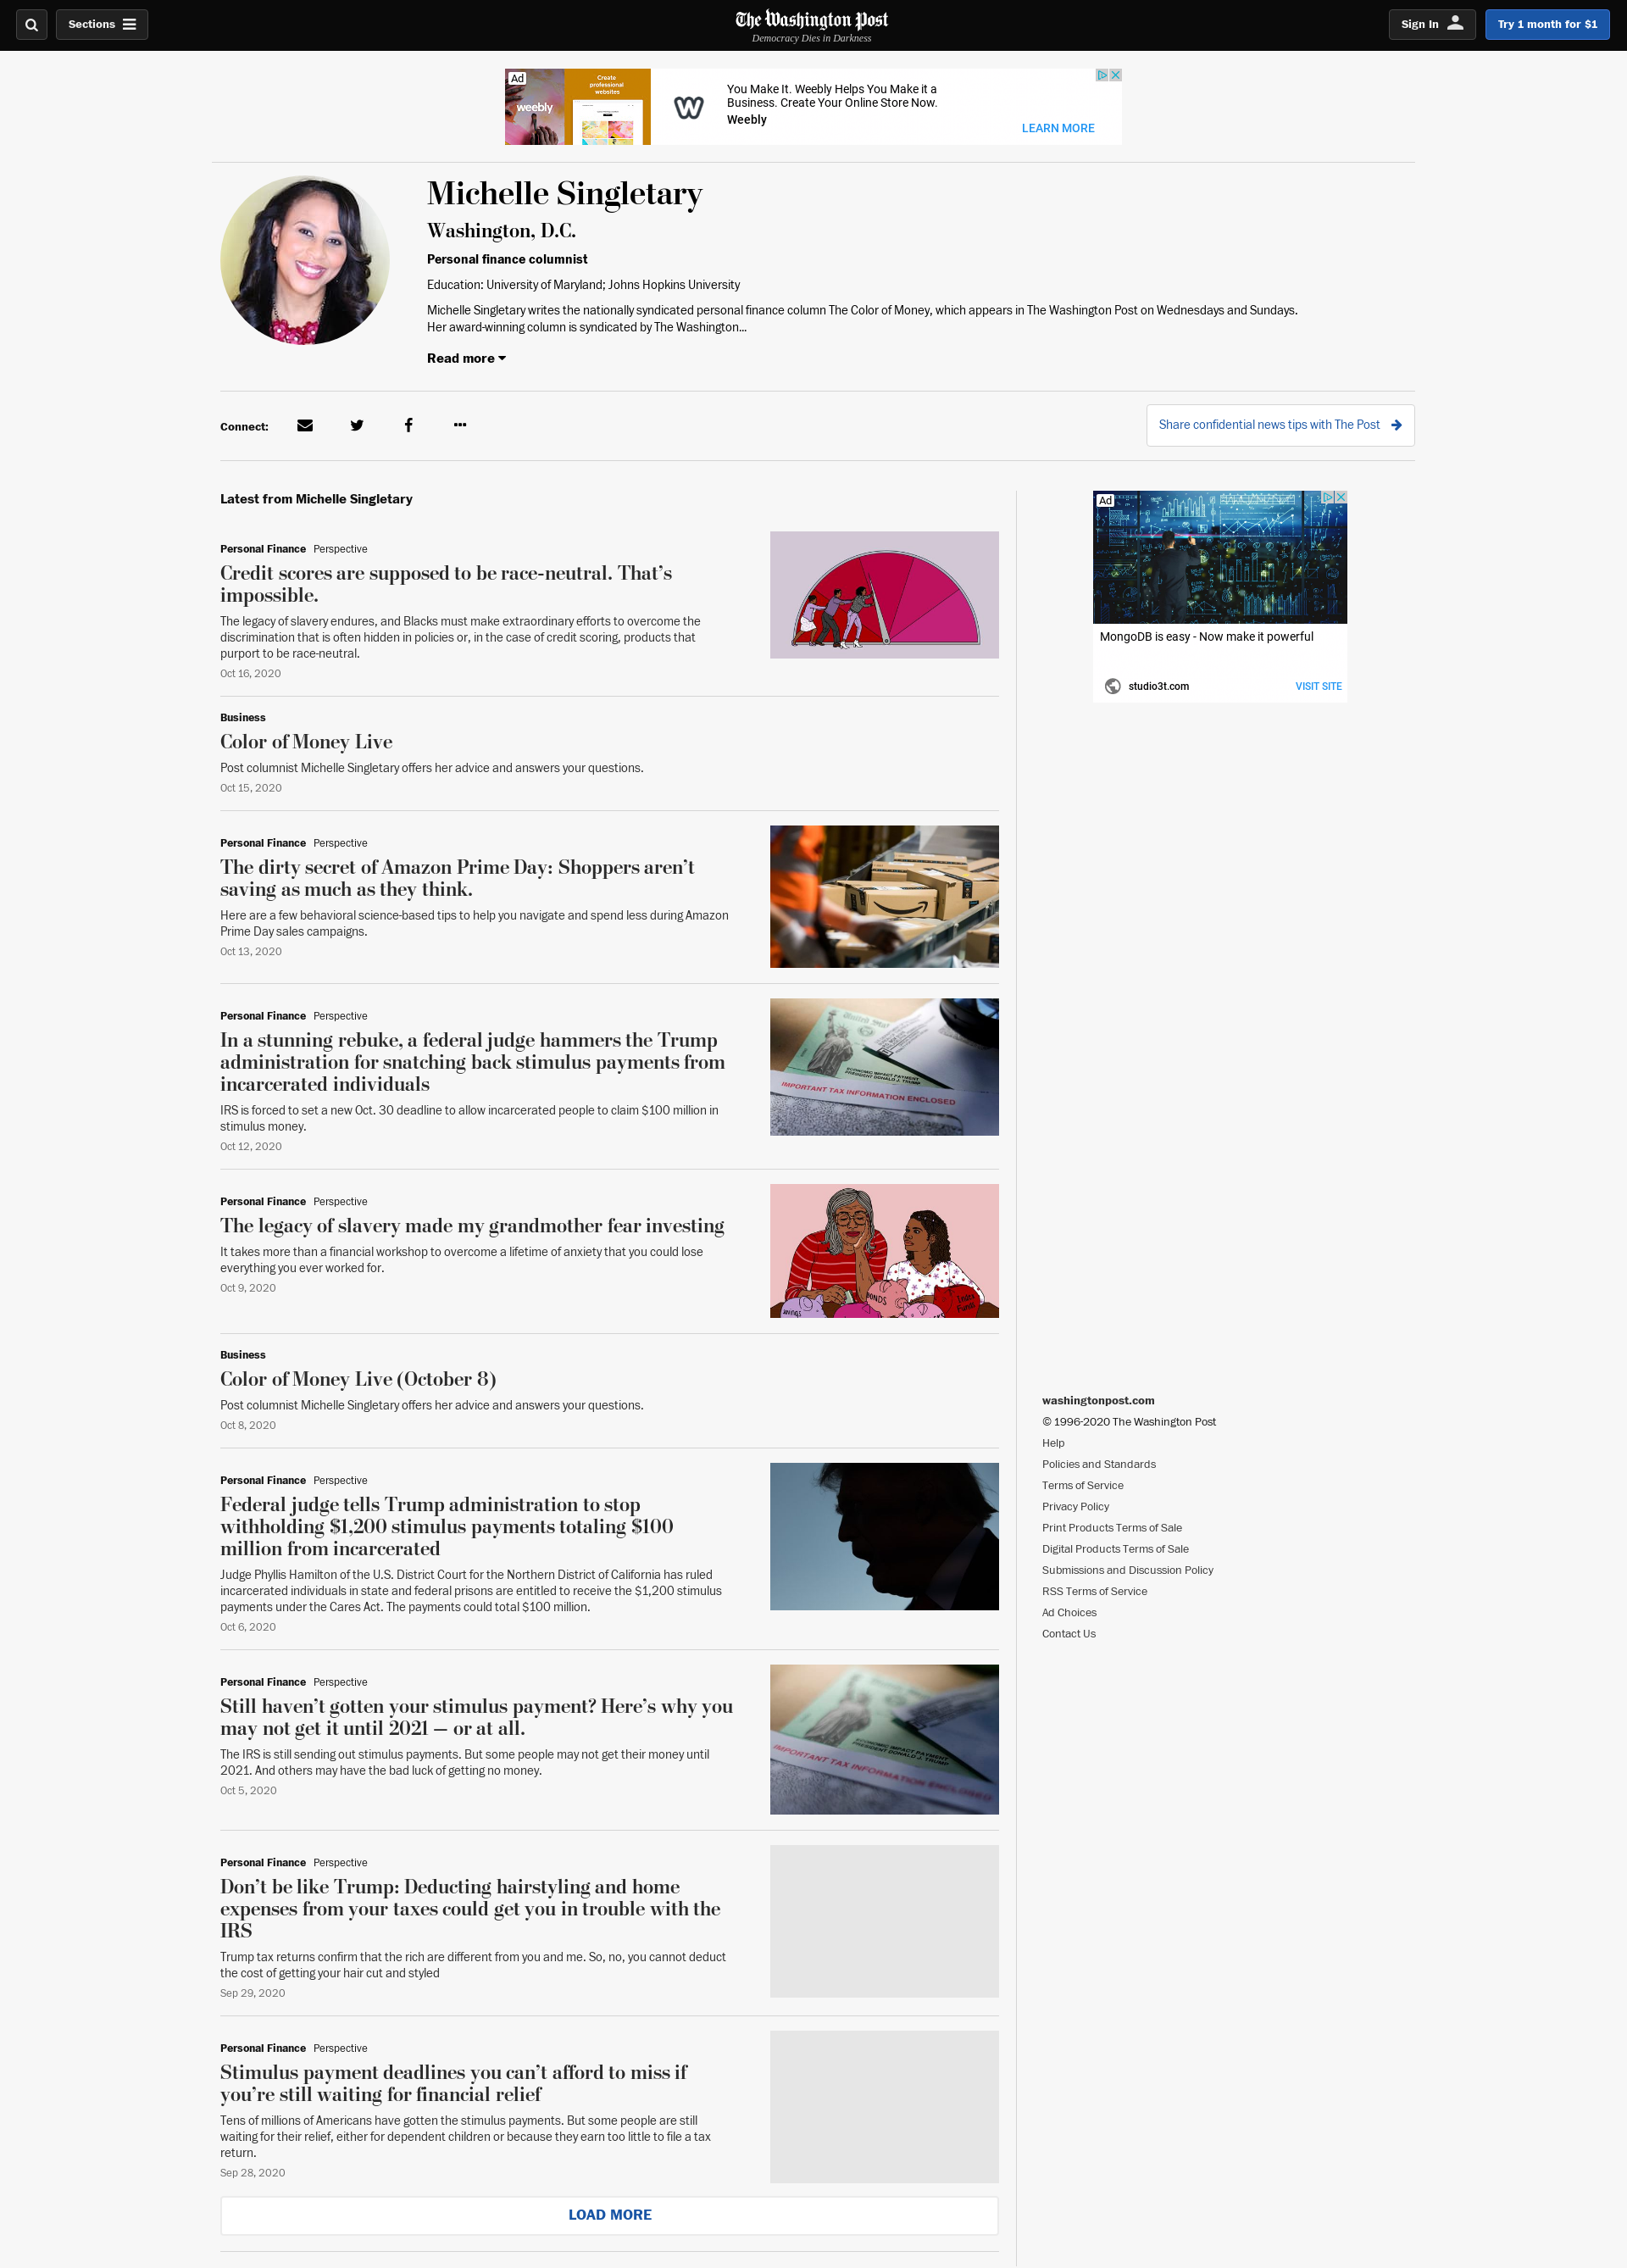 Sections
The Washington Post
Democracy Dies in Darkness
Sign In
Try 1 month for $1
Ad
weebly
Create
professional
websites
You Make It. Weebly Helps You Make it a
Business. Create Your Online Store Now.
Weebly
LEARN MORE
Michelle Singletary
Washington, D.C.
Personal finance columnist
Education: University of Maryland; Johns Hopkins University
Michelle Singletary writes the nationally syndicated personal finance column The Color of Money, which appears in The Washington Post on Wednesdays and Sundays.
Her award-winning column is syndicated by The Washington...
Read more
Connect:
Share confidential news tips with The Post
Latest from Michelle Singletary
Personal Finance Perspective
Credit scores are supposed to be race-neutral. That’s
impossible.
The legacy of slavery endures, and Blacks must make extraordinary efforts to overcome the
discrimination that is often hidden in policies or, in the case of credit scoring, products that
purport to be race-neutral.
Oct 16, 2020
Business
Color of Money Live
Post columnist Michelle Singletary offers her advice and answers your questions.
Oct 15, 2020
Personal Finance Perspective
The dirty secret of Amazon Prime Day: Shoppers aren’t
saving as much as they think.
Here are a few behavioral science-based tips to help you navigate and spend less during Amazon
Prime Day sales campaigns.
Oct 13, 2020
Personal Finance Perspective
In a stunning rebuke, a federal judge hammers the Trump
administration for snatching back stimulus payments from
incarcerated individuals
IRS is forced to set a new Oct. 30 deadline to allow incarcerated people to claim $100 million in
stimulus money.
Oct 12, 2020
ECONOMIC IMPACT PAYMENT
PRESIDENT DONALD J. TRUMP
IMPORTANT TAX INFORMATION ENCLOSED
Personal Finance Perspective
The legacy of slavery made my grandmother fear investing
It takes more than a financial workshop to overcome a lifetime of anxiety that you could lose
everything you ever worked for.
Oct 9, 2020
BONDS
Index
Funds
Business
Color of Money Live (October 8)
Post columnist Michelle Singletary offers her advice and answers your questions.
Oct 8, 2020
Personal Finance Perspective
Federal judge tells Trump administration to stop
withholding $1,200 stimulus payments totaling $100
million from incarcerated
Judge Phyllis Hamilton of the U.S. District Court for the Northern District of California has ruled
incarcerated individuals in state and federal prisons are entitled to receive the $1,200 stimulus
payments under the Cares Act. The payments could total $100 million.
Oct 6, 2020
Personal Finance Perspective
Still haven’t gotten your stimulus payment? Here’s why you
may not get it until 2021 — or at all.
The IRS is still sending out stimulus payments. But some people may not get their money until
2021. And others may have the bad luck of getting no money.
Oct 5, 2020
ECONOMIC IMPACT PAYMENT
PRESIDENT DONALD J. TRUMP
IMPORTANT TAX INFORMATION ENCLOSED
Personal Finance Perspective
Don’t be like Trump: Deducting hairstyling and home
expenses from your taxes could get you in trouble with the
IRS
Trump tax returns confirm that the rich are different from you and me. So, no, you cannot deduct
the cost of getting your hair cut and styled
Sep 29, 2020
Personal Finance Perspective
Stimulus payment deadlines you can’t afford to miss if
you’re still waiting for financial relief
Tens of millions of Americans have gotten the stimulus payments. But some people are still
waiting for their relief, either for dependent children or because they earn too little to file a tax
return.
Sep 28, 2020
LOAD MORE
Ad
MongoDB is easy - Now make it powerful
studio3t.com
VISIT SITE
washingtonpost.com
© 1996-2020 The Washington Post
Help
Policies and Standards
Terms of Service
Privacy Policy
Print Products Terms of Sale
Digital Products Terms of Sale
Submissions and Discussion Policy
RSS Terms of Service
Ad Choices
Contact Us